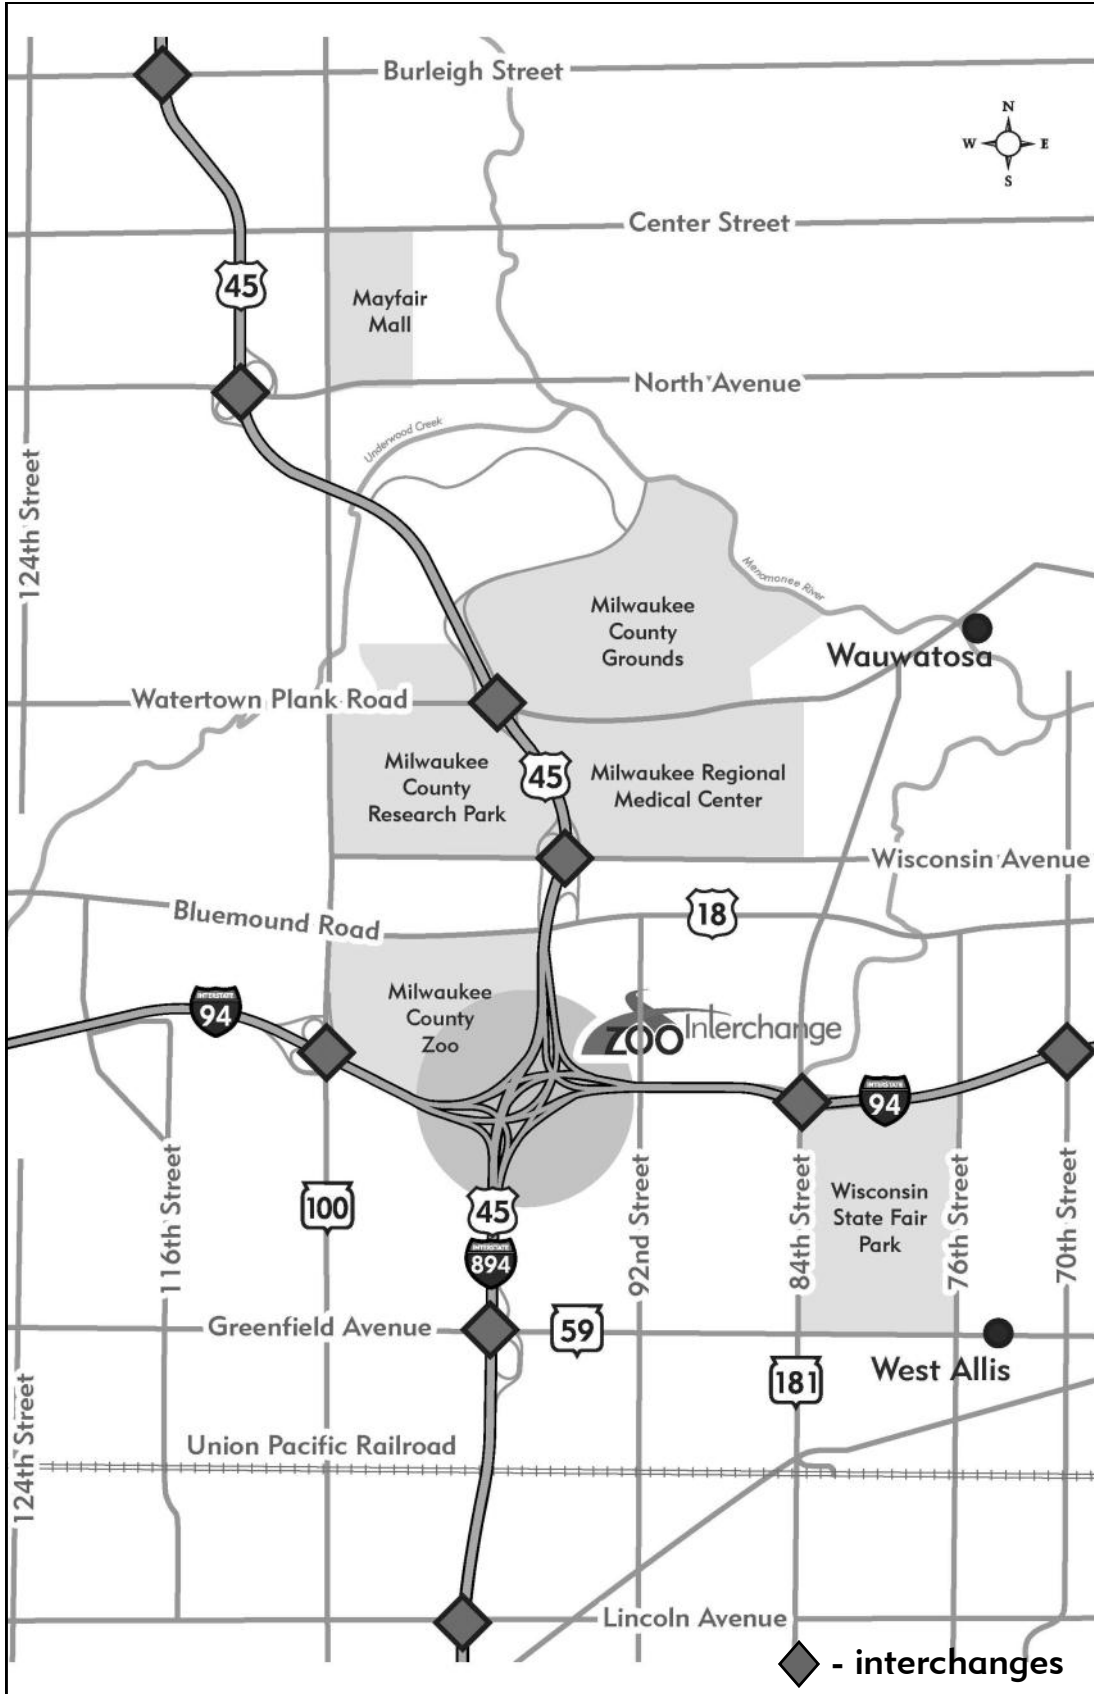 Burleigh Street
N
W E
S
Center Street
45
Mayfair
Mall
North Avenue
Underwood Creek
124th Street
Menomonee River
Milwaukee
County
Grounds
Wauwatosa
Watertown Plank Road
Milwaukee
County
Research Park
45
Milwaukee Regional
Medical Center
Wisconsin Avenue
Bluemound Road
18
INTERSTATE
94
Milwaukee
County
Zoo
ZOO Interchange
INTERSTATE
94
116th Street
100
45
INTERSTATE
894
92nd Street
84th Street
Wisconsin
State Fair
Park
76th Street
70th Street
Greenfield Avenue
59
181
West Allis
124th Street
Union Pacific Railroad
Lincoln Avenue
- interchanges